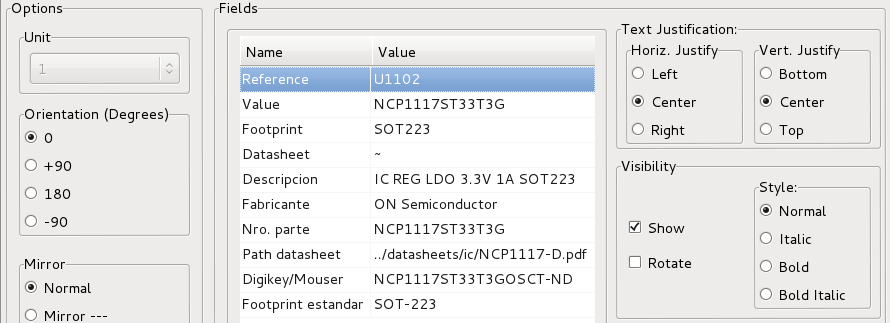 Options
Unit
1
Orientation (Degrees)
0
+90
180
-90
Mirror
Normal
Mirror ---
Fields
Name Value
Reference U1102
Value NCP1117ST33T3G
Footprint SOT223
Datasheet ~
Descripcion IC REG LDO 3.3V 1A SOT223
Fabricante ON Semiconductor
Nro. parte NCP1117ST33T3G
Path datasheet ../datasheets/ic/NCP1117-D.pdf
Digikey/Mouser NCP1117ST33T3GOSCT-ND
Footprint estandar SOT-223
Text Justification:
Horiz. Justify
Left
Center
Right
Vert. Justify
Bottom
Center
Top
Visibility
Show
Rotate
Style:
Normal
Italic
Bold
Bold Italic